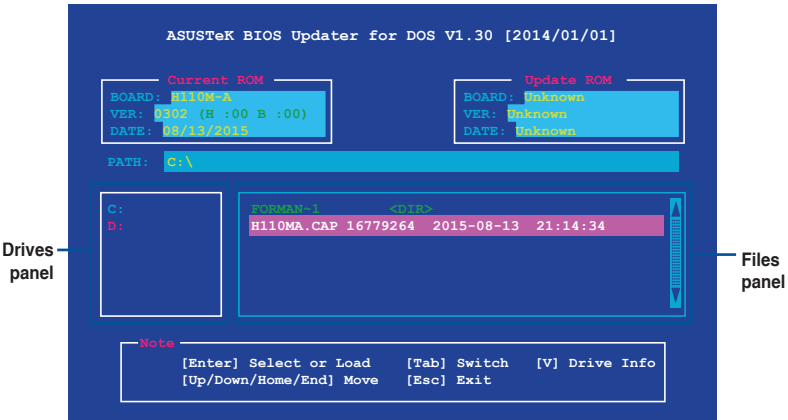 ASUSTeK BIOS Updater for DOS V1.30 [2014/01/01]
Current ROM
BOARD: H110M-A
VER: 0302 (H :00 B :00)
DATE: 08/13/2015
Update ROM
BOARD: Unknown
VER: Unknown
DATE: Unknown
PATH: C:\
C:
D:
FORMAN~1 <DIR>
H110MA.CAP 16779264 2015-08-13 21:14:34
Drives
panel
Files
panel
Note
[Enter] Select or Load [Tab] Switch [V] Drive Info
[Up/Down/Home/End] Move [Esc] Exit